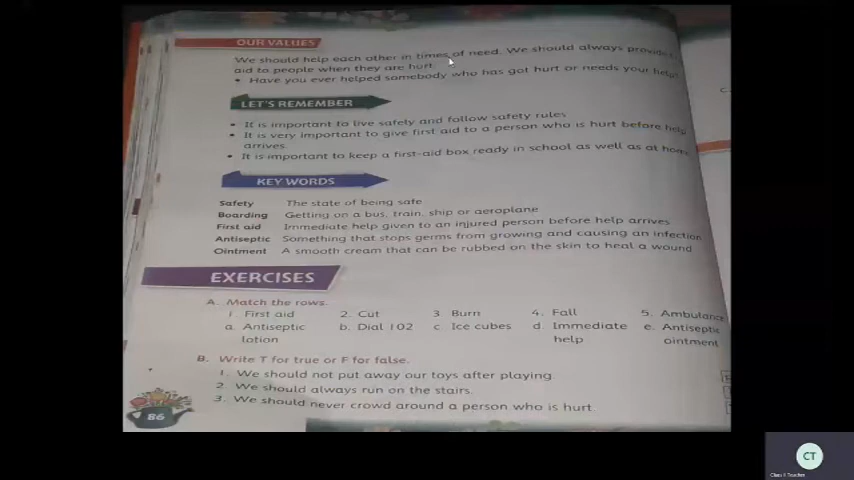 OUR VALUES
We should help each other in times of need. We should always provide
aid to people when they are hurt.
• Have you ever helped somebody who has got hurt or needs your help
LET'S REMEMBER
• It is important to live safely and follow safety rules
• It is very important to give first aid to a person who is hurt before help
arrives.
• It is important to keep a first-aid box ready in school as well as at home
KEY WORDS
Safety The state of being safe
Boarding Getting on a bus, train, ship or aeroplane
First aid Immediate help given to an injured person before help arrives
Antiseptic Something that stops germs from growing and causing an infection
Ointment A smooth cream that can be rubbed on the skin to heal a wound
EXERCISES
A. Match the rows.
1 First aid 2. Cut 3 Burn 4. Fall 5. Ambulance
a. Antiseptic b. Dial 102 c Ice cubes d. Immediate e. Antiseptic
lotion help ointment
B. Write T for true or F for false.
1. We should not put away our toys after playing.
2. We should always run on the stairs.
3. We should never crowd around a person who is hurt.
86
CT
Class II Teacher